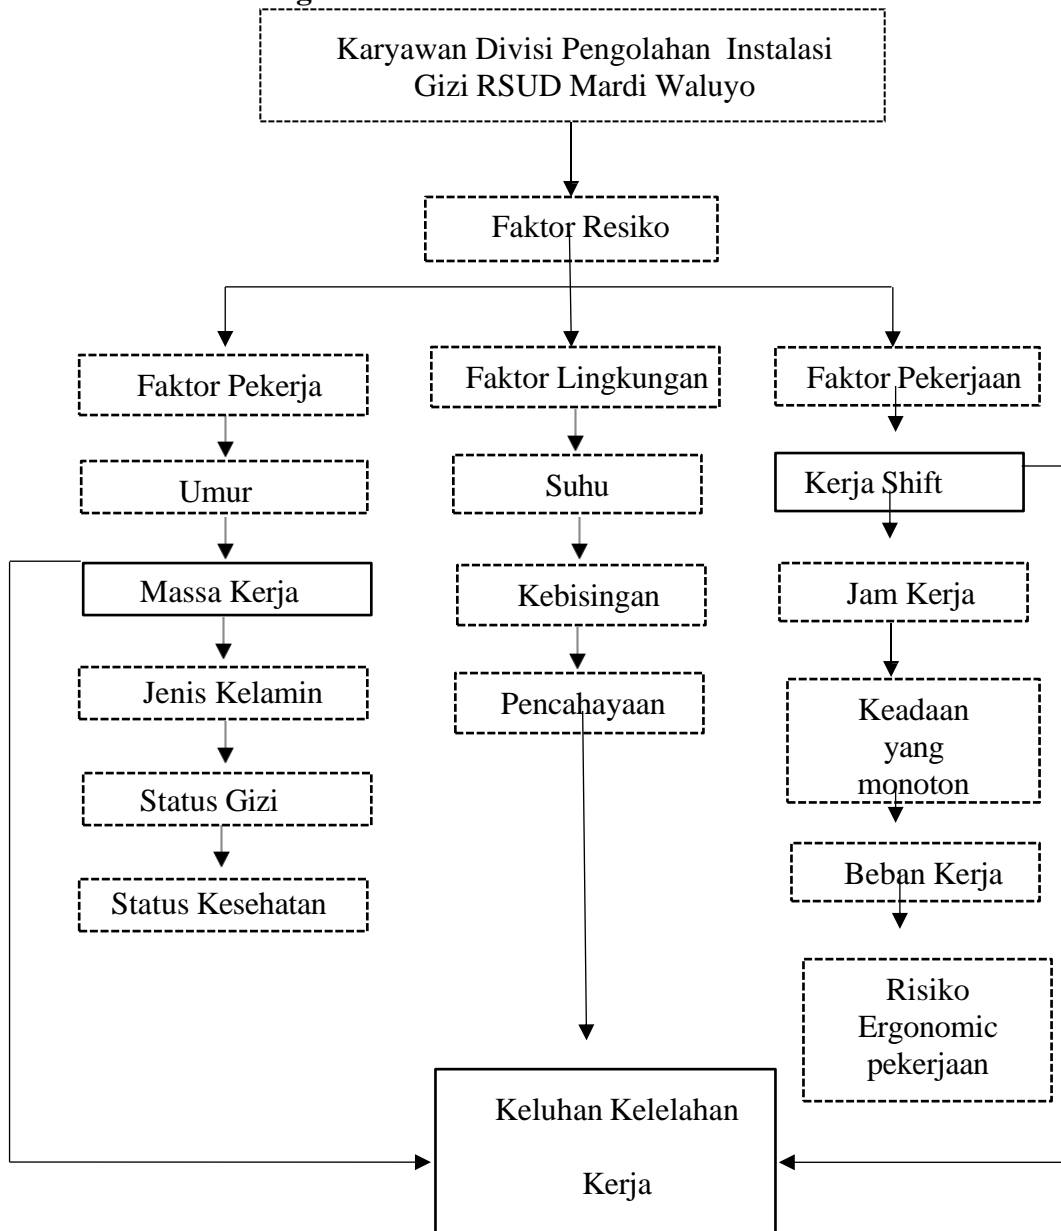 Karyawan Divisi Pengolahan Instalasi
Gizi RSUD Mardi Waluyo
Faktor Resiko
Faktor Pekerja
Faktor Lingkungan
Faktor Pekerjaan
Umur
Suhu
Kerja Shift
Massa Kerja
Kebisingan
Jam Kerja
Jenis Kelamin
Pencahayaan
Keadaan
yang
monoton
Status Gizi
Beban Kerja
Status Kesehatan
Risiko
Ergonomic
pekerjaan
Keluhan Kelelahan
Kerja